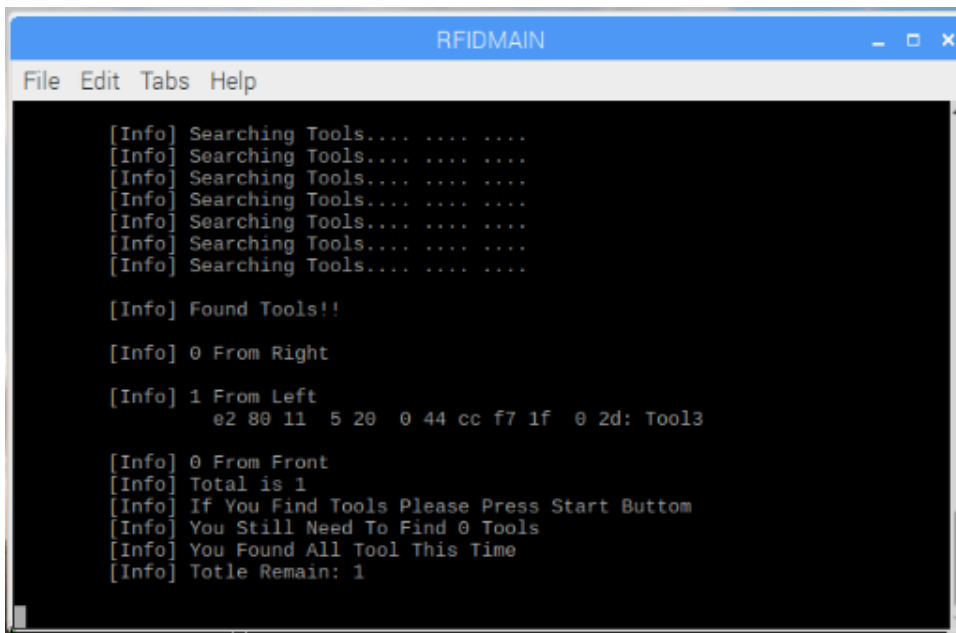 RFIDMAIN
File Edit Tabs Help
[Info] Searching Tools.... .... ....
[Info] Searching Tools.... .... ....
[Info] Searching Tools.... .... ....
[Info] Searching Tools.... .... ....
[Info] Searching Tools.... .... ....
[Info] Searching Tools.... .... ....
[Info] Searching Tools.... .... ....
[Info] Found Tools!!
[Info] 0 From Right
[Info] 1 From Left
e2 80 11  5 20  0 44 cc f7 1f  0 2d: Tool3
[Info] 0 From Front
[Info] Total is 1
[Info] If You Find Tools Please Press Start Buttom
[Info] You Still Need To Find 0 Tools
[Info] You Found All Tool This Time
[Info] Totle Remain: 1